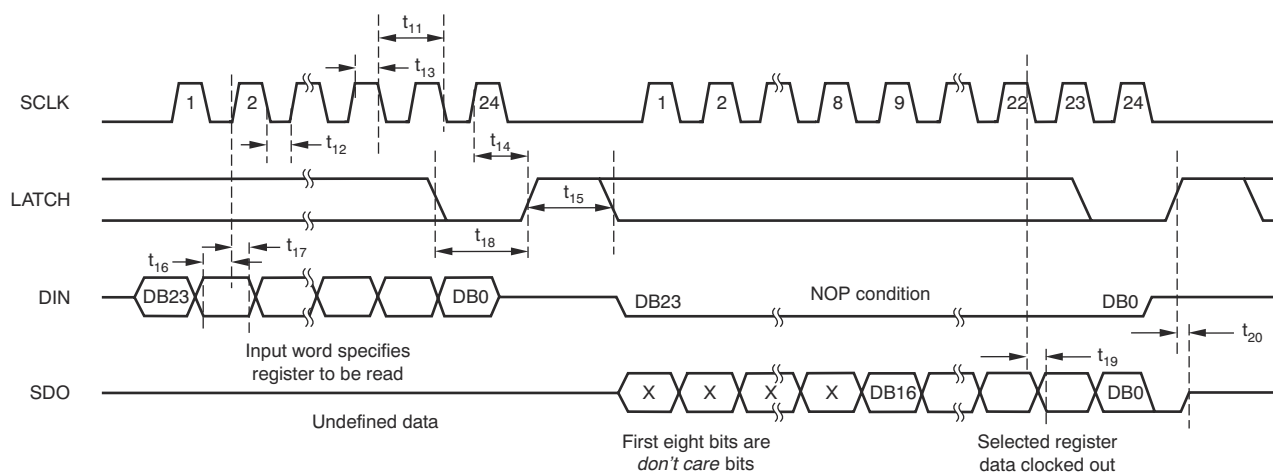 t11
t13
SCLK
1
2
24
1
2
8
9
22
23
24
t12
t14
LATCH
t15
t18
t16
t17
DIN
DB23
DB0
DB23
NOP condition
DB0
t20
Input word specifies
register to be read
t19
SDO
X
X
X
X
DB16
DB0
Undefined data
First eight bits are
don't care bits
Selected register
data clocked out